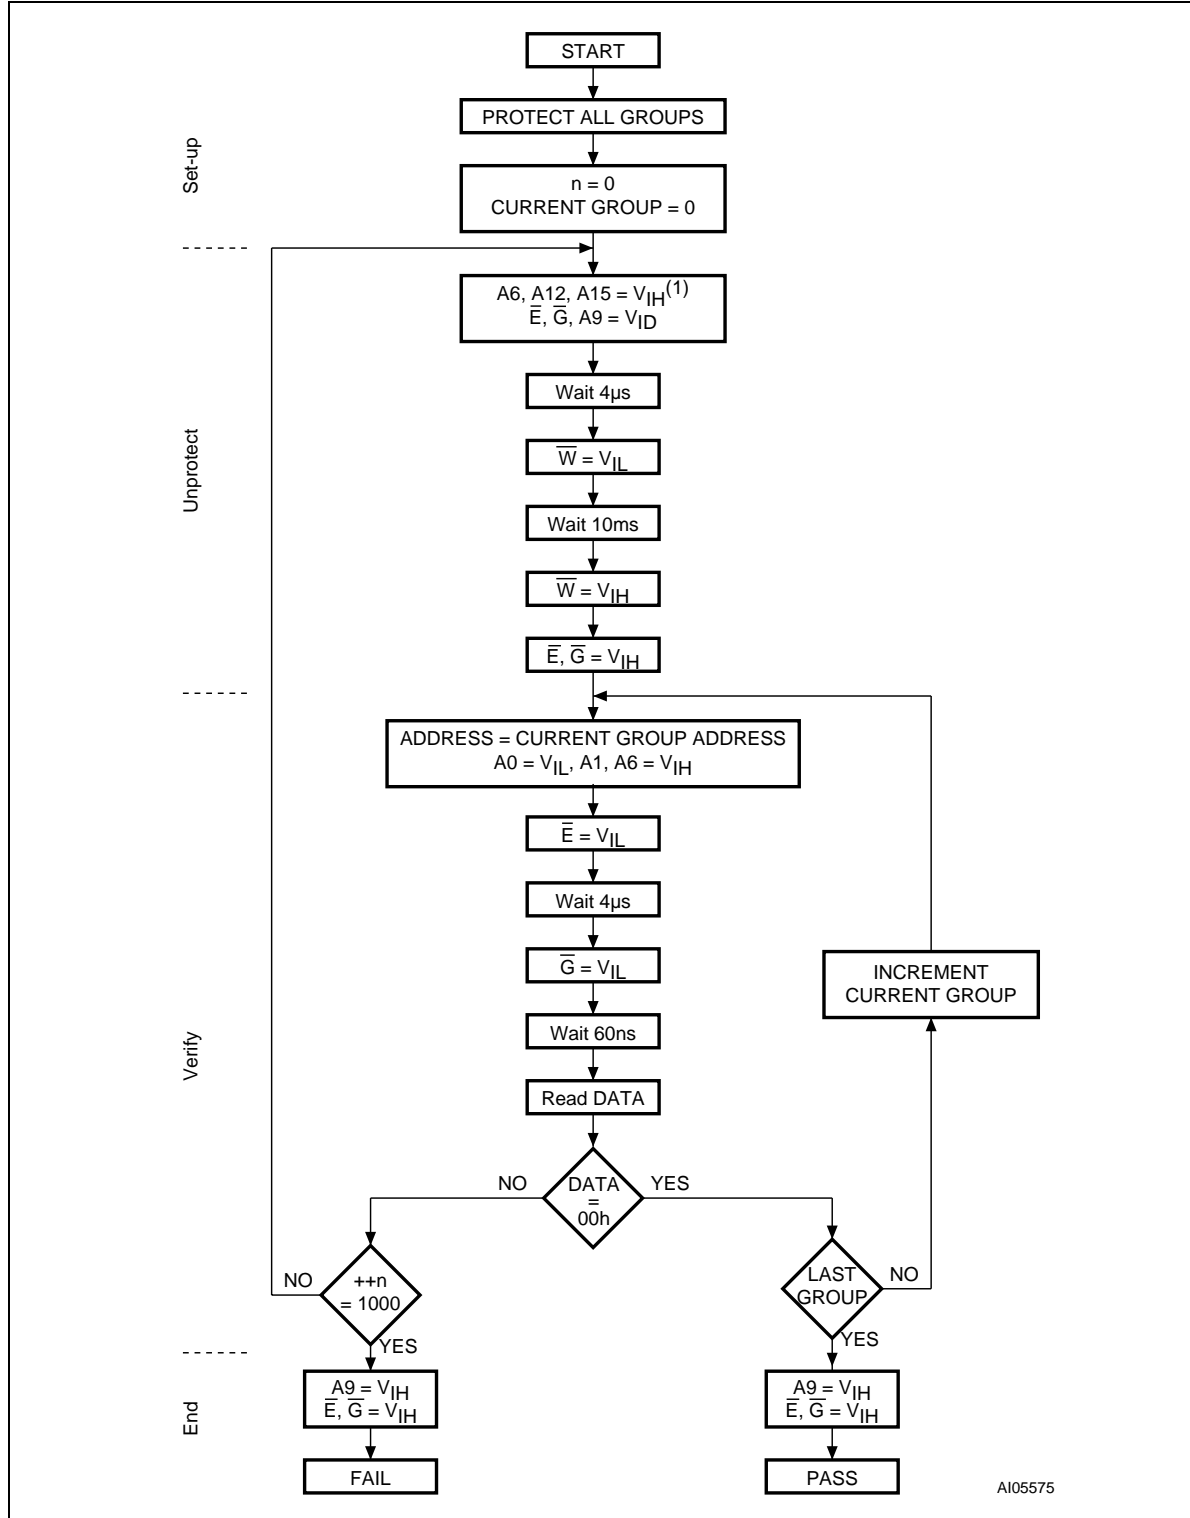 START
PROTECT ALL GROUPS
Set-up
n = 0
CURRENT GROUP = 0
A6, A12, A15 = VIH(1)
E̅, G̅, A9 = VID
Wait 4µs
Unprotect
W̅ = VIL
Wait 10ms
W̅ = VIH
E̅, G̅ = VIH
ADDRESS = CURRENT GROUP ADDRESS
A0 = VIL, A1, A6 = VIH
E̅ = VIL
Wait 4µs
G̅ = VIL
INCREMENT
CURRENT GROUP
Wait 60ns
Verify
Read DATA
NO
DATA
=
00h
YES
NO
++n
= 1000
YES
LAST
GROUP
NO
YES
End
A9 = VIH
E̅, G̅ = VIH
A9 = VIH
E̅, G̅ = VIH
FAIL
PASS
AI05575